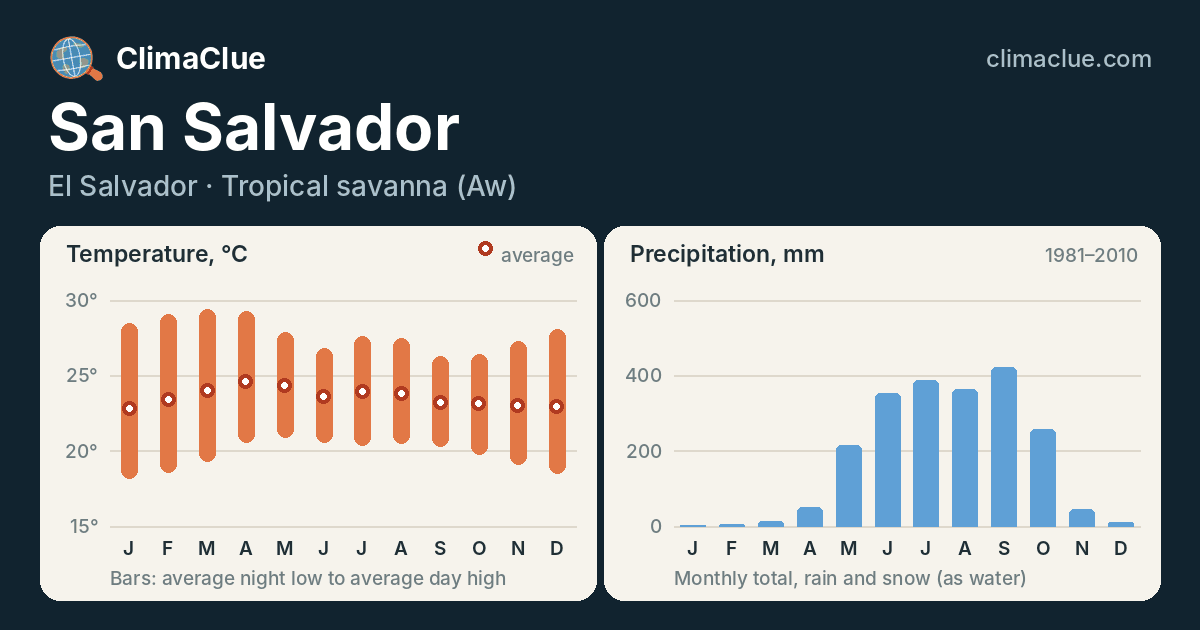 ClimaClue
climaclue.com
San Salvador
El Salvador · Tropical savanna (Aw)
Temperature, °C
average
30°
25°
20°
15°
J F M A M J J A S O N D
Bars: average night low to average day high
Precipitation, mm
1981–2010
600
400
200
0
J F M A M J J A S O N D
Monthly total, rain and snow (as water)